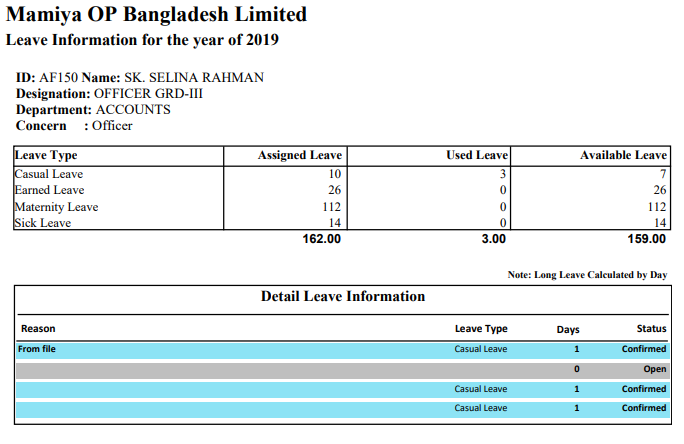 Mamiya OP Bangladesh Limited
Leave Information for the year of 2019
ID: AF150 Name: SK. SELINA RAHMAN
Designation: OFFICER GRD-III
Department: ACCOUNTS
Concern : Officer
Leave Type Assigned Leave Used Leave Available Leave
Casual Leave 10 3 7
Earned Leave 26 0 26
Maternity Leave 112 0 112
Sick Leave 14 0 14
162.00 3.00 159.00
Note: Long Leave Calculated by Day
Detail Leave Information
Reason Leave Type Days Status
From file Casual Leave 1 Confirmed
0 Open
Casual Leave 1 Confirmed
Casual Leave 1 Confirmed